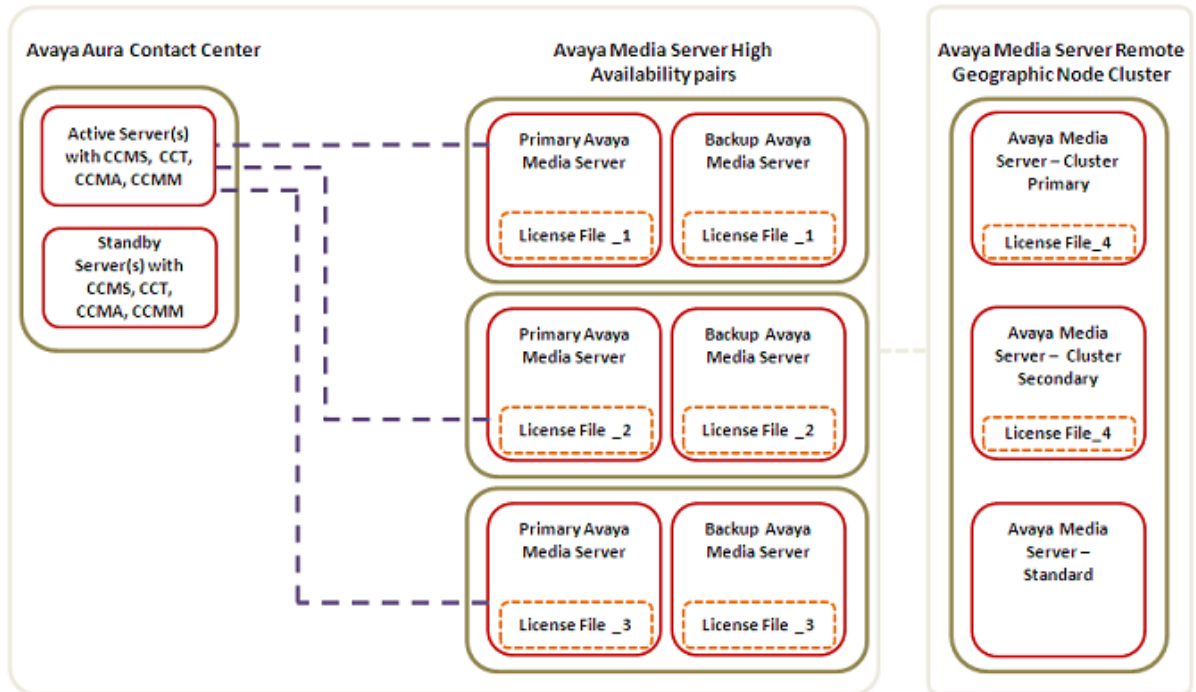 Avaya Aura Contact Center
Active Server(s)
with CCMS, CCT,
CCMA, CCMM
Standby
Server(s) with
CCMS, CCT,
CCMA, CCMM
Avaya Media Server High
Availability pairs
Primary Avaya
Media Server
License File _1
Backup Avaya
Media Server
License File _1
Primary Avaya
Media Server
License File _2
Backup Avaya
Media Server
License File _2
Primary Avaya
Media Server
License File _3
Backup Avaya
Media Server
License File _3
Avaya Media Server Remote
Geographic Node Cluster
Avaya Media
Server – Cluster
Primary
License File_4
Avaya Media
Server – Cluster
Secondary
License File_4
Avaya Media
Server –
Standard